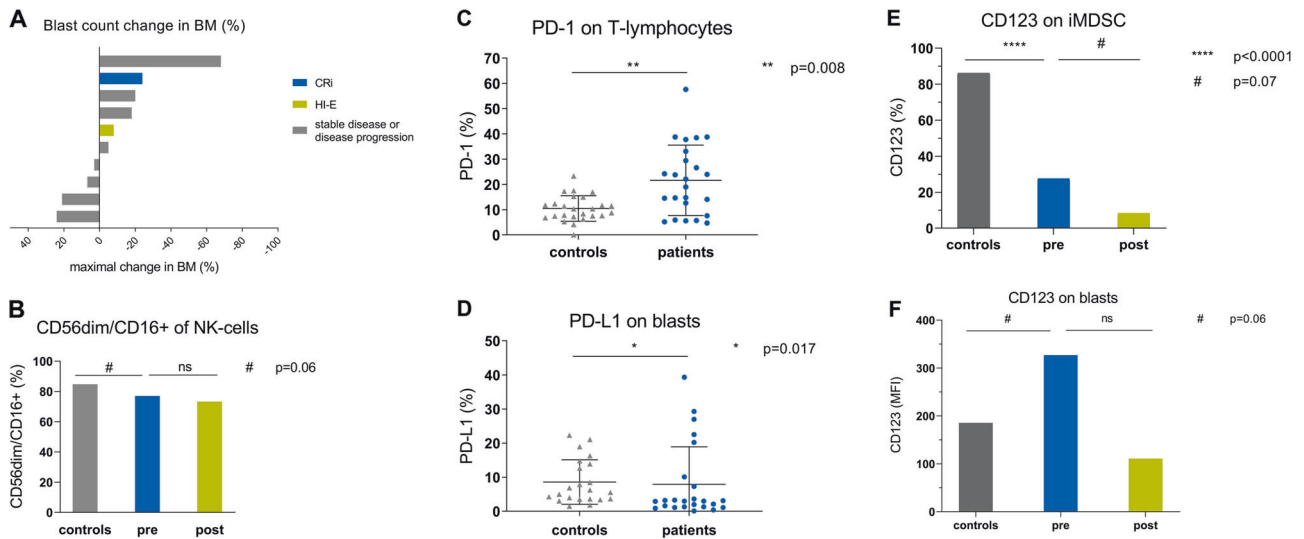 A
Blast count change in BM (%)
CRi
HI-E
stable disease or
disease progression
40
20
0
-20
-40
-60
-80
-100
maximal change in BM (%)
B
CD56dim/CD16+ of NK-cells
CD56dim/CD16+ (%)
100
80
60
40
20
0
#
ns
# p=0.06
controls
pre
post
C
PD-1 on T-lymphocytes
PD-1 (%)
70
60
50
40
30
20
10
0
**
** p=0.008
controls
patients
D
PD-L1 on blasts
PD-L1 (%)
50
40
30
20
10
0
*
* p=0.017
controls
patients
E
CD123 on iMDSC
CD123 (%)
100
80
60
40
20
0
****
#
**** p<0.0001
# p=0.07
controls
pre
post
F
CD123 on blasts
CD123 (MFI)
400
300
200
100
0
#
ns
# p=0.06
controls
pre
post